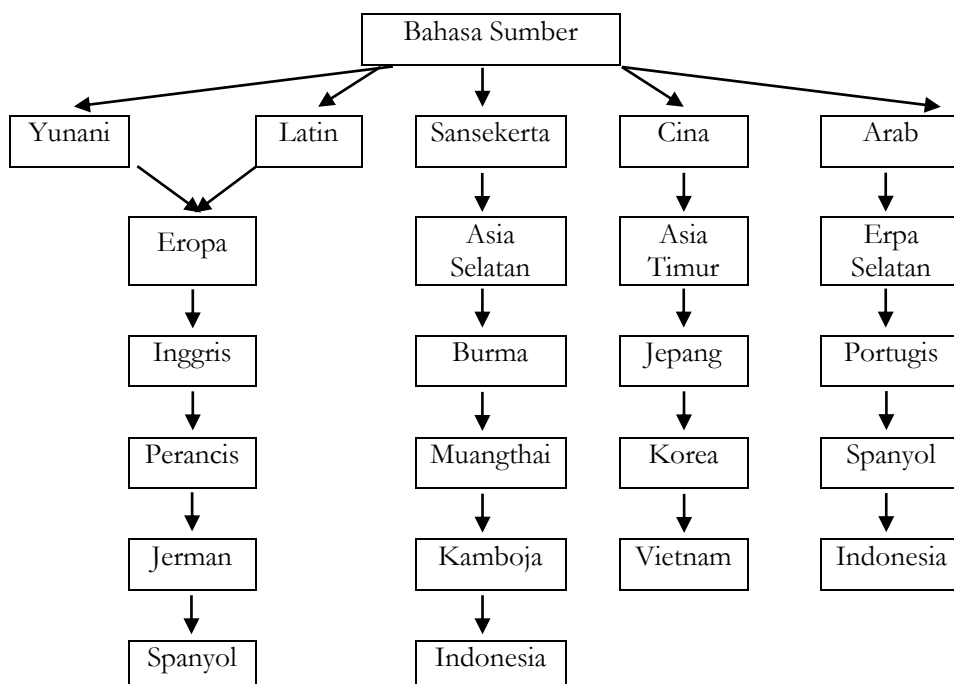 Bahasa Sumber
Yunani
Latin
Sansekerta
Cina
Arab
Eropa
Asia
Selatan
Asia
Timur
Erpa
Selatan
Inggris
Burma
Jepang
Portugis
Perancis
Muangthai
Korea
Spanyol
Jerman
Kamboja
Vietnam
Indonesia
Spanyol
Indonesia